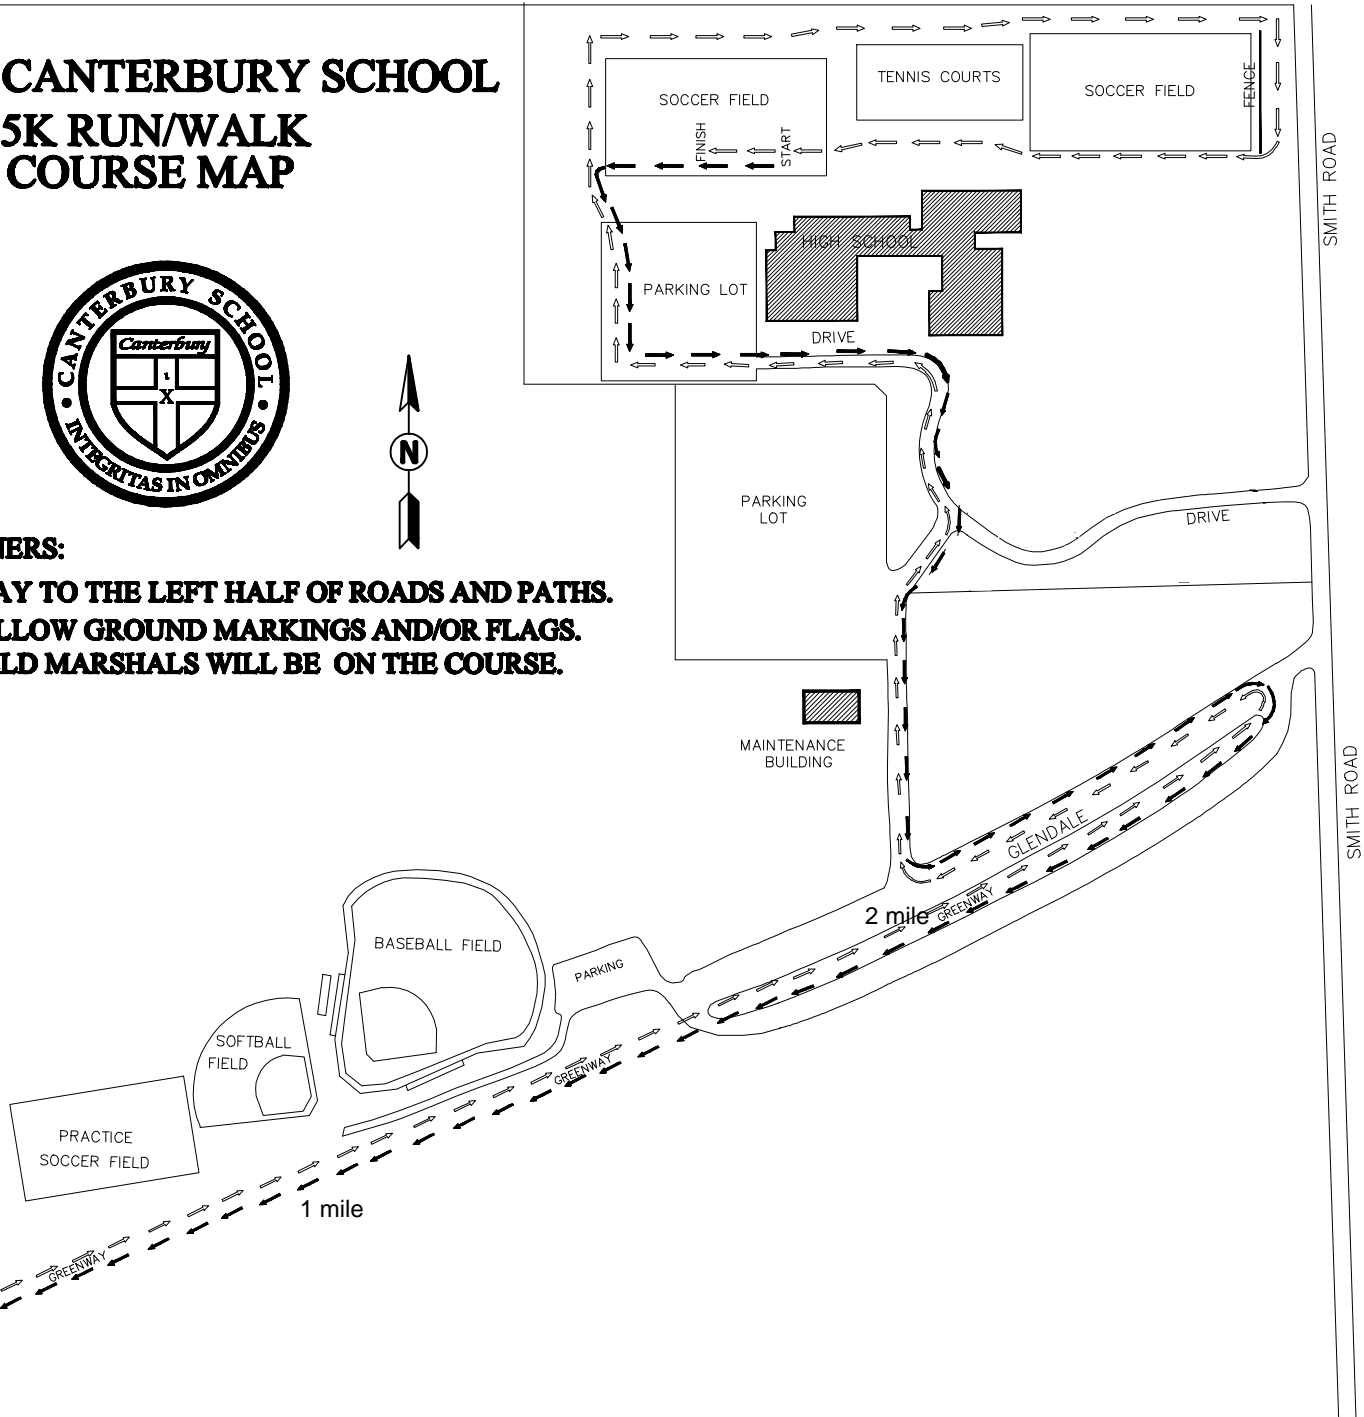 CANTERBURY SCHOOL
5K RUN/WALK
COURSE MAP
CANTERBURY SCHOOL
Canterbury
X
INTEGRITAS IN OMNIBUS
N
NERS:
AY TO THE LEFT HALF OF ROADS AND PATHS.
LLOW GROUND MARKINGS AND/OR FLAGS.
LD MARSHALS WILL BE ON THE COURSE.
SOCCER FIELD
FINISH
START
TENNIS COURTS
SOCCER FIELD
FENCE
SMITH ROAD
HIGH SCHOOL
PARKING LOT
DRIVE
PARKING
LOT
DRIVE
MAINTENANCE
BUILDING
SMITH ROAD
GLENDALE
GREENWAY
2 mile
BASEBALL FIELD
PARKING
SOFTBALL
FIELD
GREENWAY
PRACTICE
SOCCER FIELD
1 mile
GREENWAY